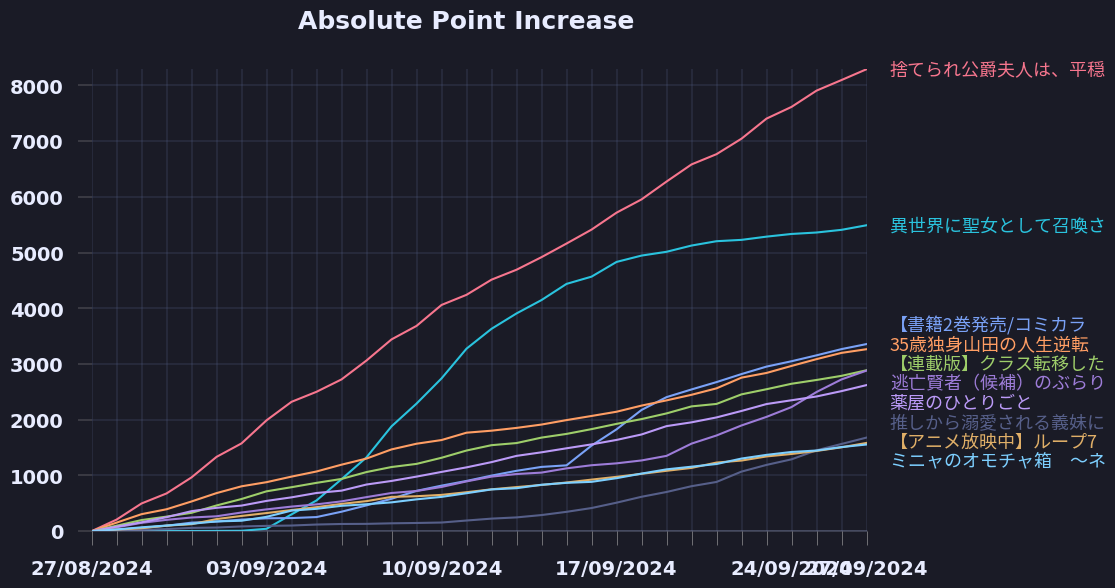 Absolute Point Increase
8000
7000
6000
5000
4000
3000
2000
1000
0
27/08/2024
03/09/2024
10/09/2024
17/09/2024
24/09/2024
27/09/2024
捨てられ公爵夫人は、平穏
異世界に聖女として召喚さ
【書籍2巻発売/コミカラ
35歳独身山田の人生逆転
【連載版】クラス転移した
逃亡賢者（候補）のぶらり
薬屋のひとりごと
推しから溺愛される義妹に
【アニメ放映中】ループ7
ミニャのオモチャ箱　～ネ